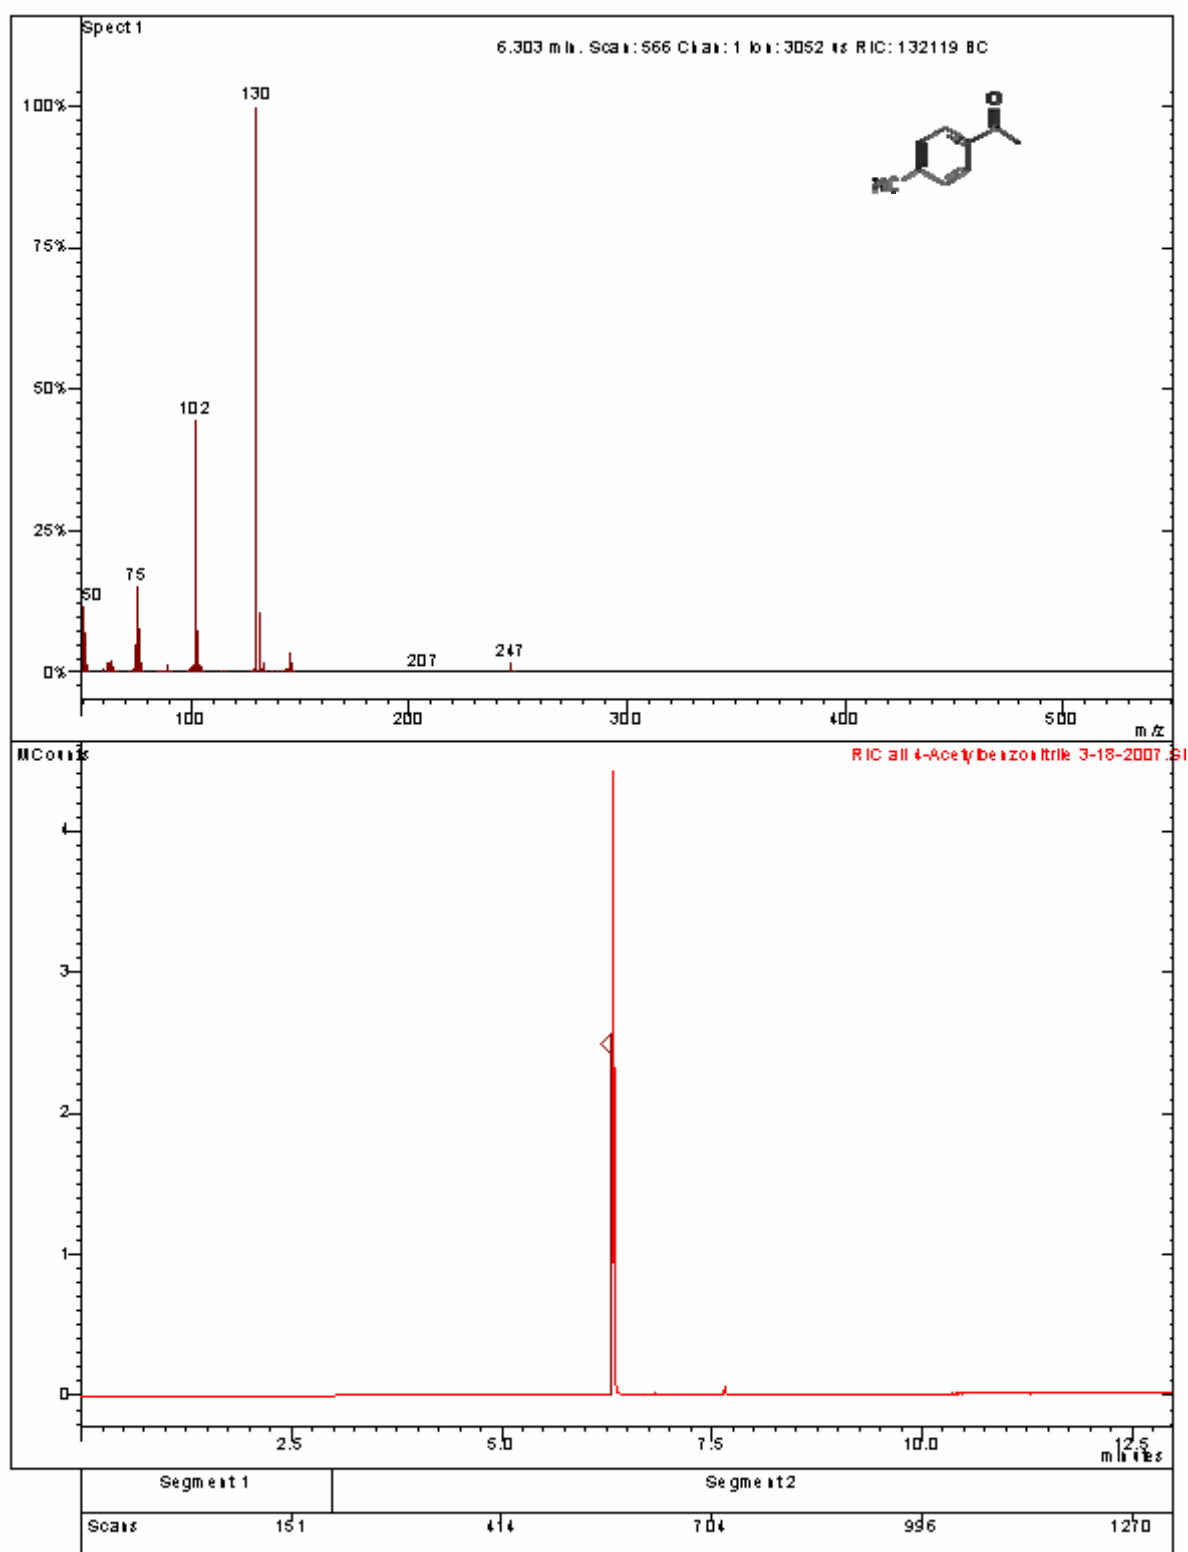 Spect 1
6.303 min. Scan: 566 Chan: 1 Ion: 3052 us RIC: 132119 BC
130
100%
O
75%
NC
50%
102
25%
75
50
247
207
0%
100 200 300 400 500
m/z
MCounts
RIC all 4-Acetylbenzonitrile 3-18-2007.S
4
3
2
1
0
2.5 5.0 7.5 10.0 12.5
minutes
Segment 1 Segment 2
Scans 151 414 704 996 1270